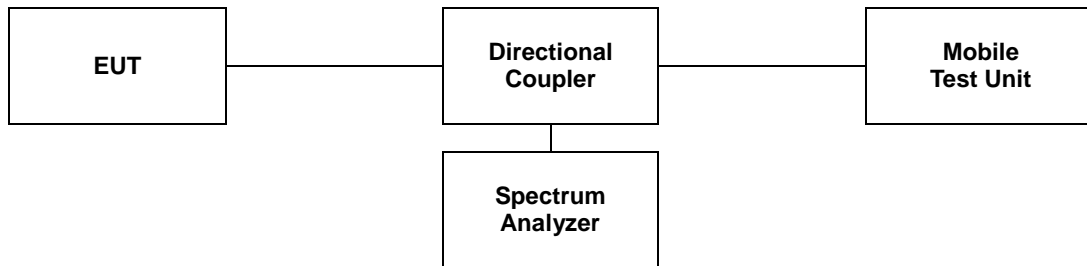 EUT
Directional
Coupler
Mobile
Test Unit
Spectrum
Analyzer